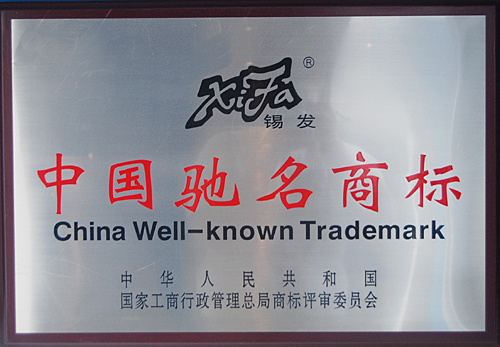 XiFa®
锡发
中国驰名商标
China Well-known Trademark
中华人民共和国
国家工商行政管理总局商标评审委员会